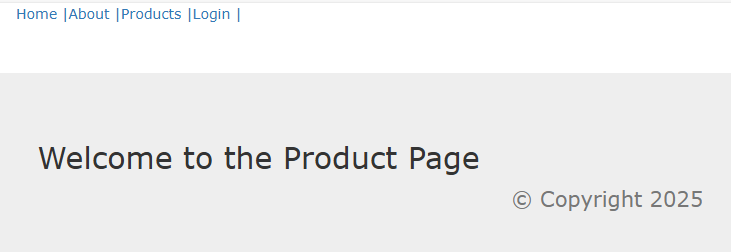 Home |About |Products |Login |
Welcome to the Product Page
© Copyright 2025